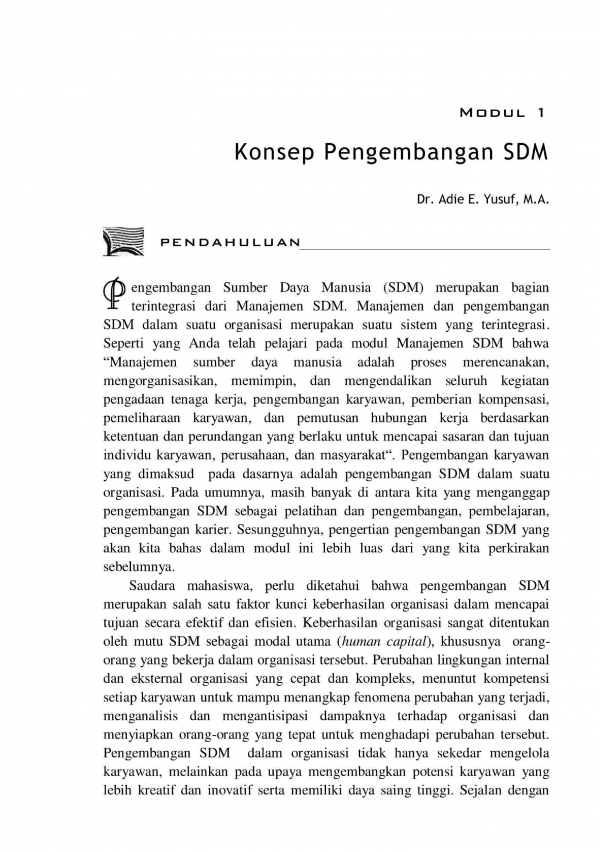 Modul 1
Konsep Pengembangan SDM
Dr. Adie E. Yusuf, M.A.
PENDAHULUAN
Pengembangan Sumber Daya Manusia (SDM) merupakan bagian
terintegrasi dari Manajemen SDM. Manajemen dan pengembangan
SDM dalam suatu organisasi merupakan suatu sistem yang terintegrasi.
Seperti yang Anda telah pelajari pada modul Manajemen SDM bahwa
“Manajemen sumber daya manusia adalah proses merencanakan,
mengorganisasikan, memimpin, dan mengendalikan seluruh kegiatan
pengadaan tenaga kerja, pengembangan karyawan, pemberian kompensasi,
pemeliharaan karyawan, dan pemutusan hubungan kerja berdasarkan
ketentuan dan perundangan yang berlaku untuk mencapai sasaran dan tujuan
individu karyawan, perusahaan, dan masyarakat“. Pengembangan karyawan
yang dimaksud pada dasarnya adalah pengembangan SDM dalam suatu
organisasi. Pada umumnya, masih banyak di antara kita yang menganggap
pengembangan SDM sebagai pelatihan dan pengembangan, pembelajaran,
pengembangan karier. Sesungguhnya, pengertian pengembangan SDM yang
akan kita bahas dalam modul ini lebih luas dari yang kita perkirakan
sebelumnya.
Saudara mahasiswa, perlu diketahui bahwa pengembangan SDM
merupakan salah satu faktor kunci keberhasilan organisasi dalam mencapai
tujuan secara efektif dan efisien. Keberhasilan organisasi sangat ditentukan
oleh mutu SDM sebagai modal utama (human capital), khususnya orang-
orang yang bekerja dalam organisasi tersebut. Perubahan lingkungan internal
dan eksternal organisasi yang cepat dan kompleks, menuntut kompetensi
setiap karyawan untuk mampu menangkap fenomena perubahan yang terjadi,
menganalisis dan mengantisipasi dampaknya terhadap organisasi dan
menyiapkan orang-orang yang tepat untuk menghadapi perubahan tersebut.
Pengembangan SDM dalam organisasi tidak hanya sekedar mengelola
karyawan, melainkan pada upaya mengembangkan potensi karyawan yang
lebih kreatif dan inovatif serta memiliki daya saing tinggi. Sejalan dengan